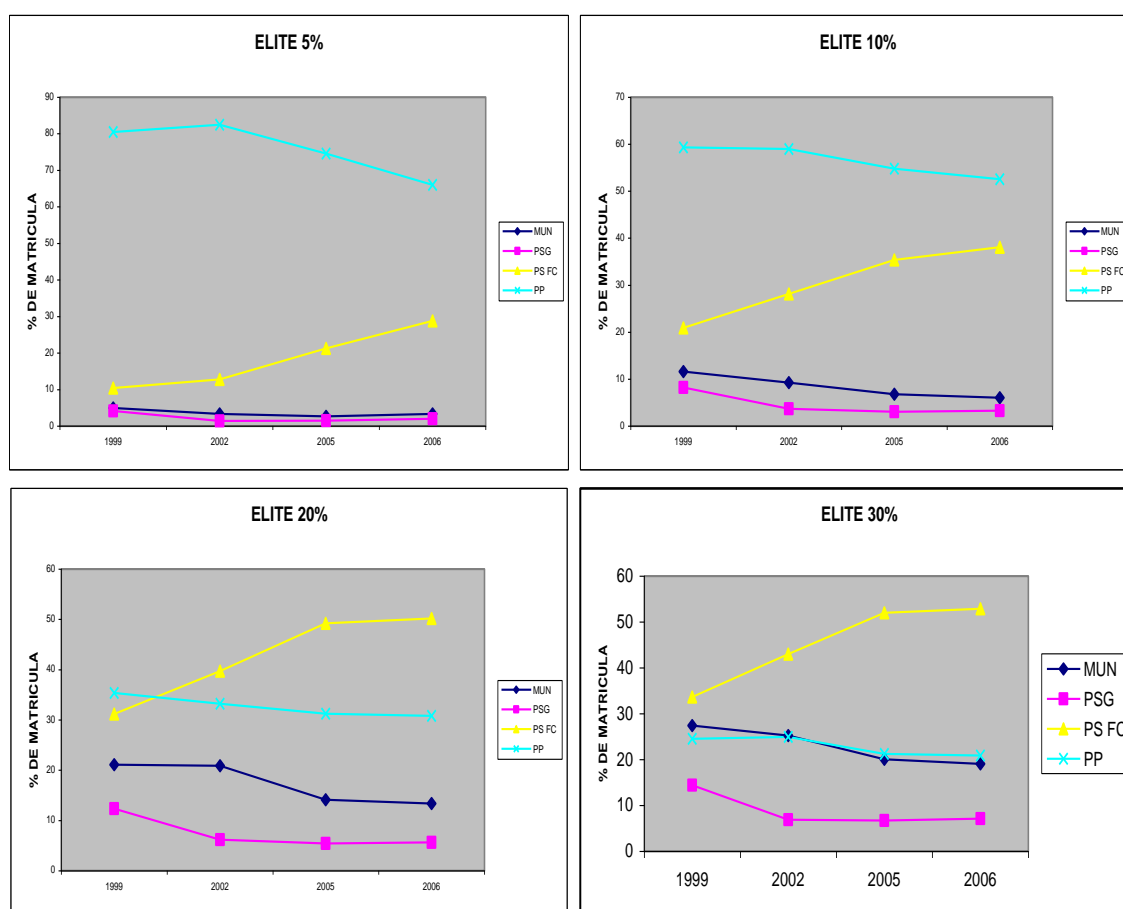 ELITE 5%
% DE MATRICULA
90
80
70
60
50
40
30
20
10
0
1999 2002 2005 2006
MUN
PSG
PS FC
PP
ELITE 10%
% DE MATRICULA
70
60
50
40
30
20
10
0
1999 2002 2005 2006
MUN
PSG
PS FC
PP
ELITE 20%
% DE MATRICULA
60
50
40
30
20
10
0
1999 2002 2005 2006
MUN
PSG
PS FC
PP
ELITE 30%
% DE MATRICULA
60
50
40
30
20
10
0
1999 2002 2005 2006
MUN
PSG
PS FC
PP